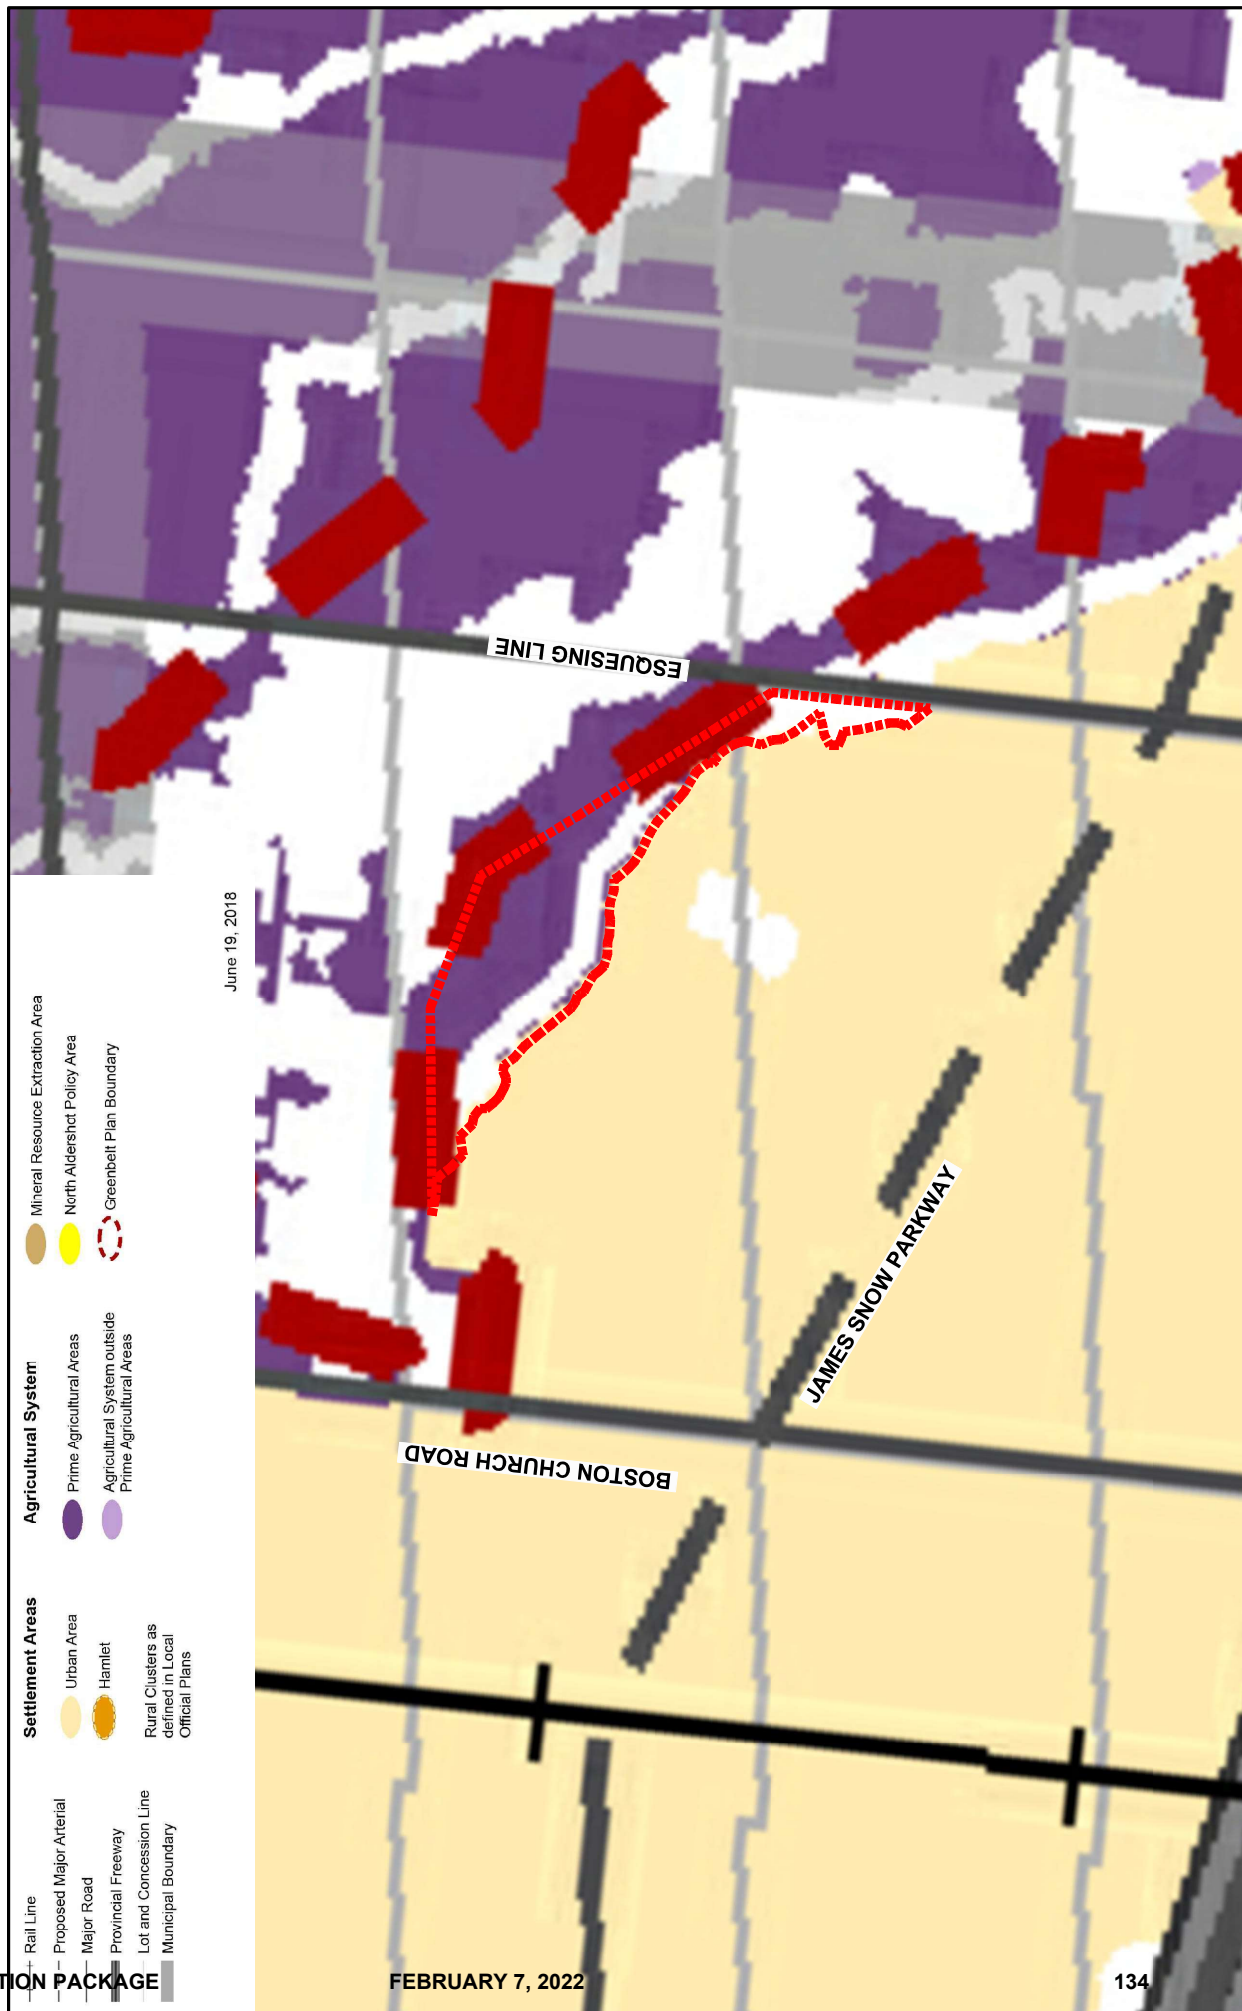 Rail Line
Proposed Major Arterial
Major Road
Provincial Freeway
Lot and Concession Line
Municipal Boundary
Settlement Areas
Urban Area
Hamlet
Rural Clusters as
defined in Local
Official Plans
Agricultural System
Prime Agricultural Areas
Agricultural System outside
Prime Agricultural Areas
Mineral Resource Extraction Area
North Aldershot Policy Area
Greenbelt Plan Boundary
June 19, 2018
ESQUESING LINE
JAMES SNOW PARKWAY
BOSTON CHURCH ROAD
TION PACKAGE
FEBRUARY 7, 2022
134